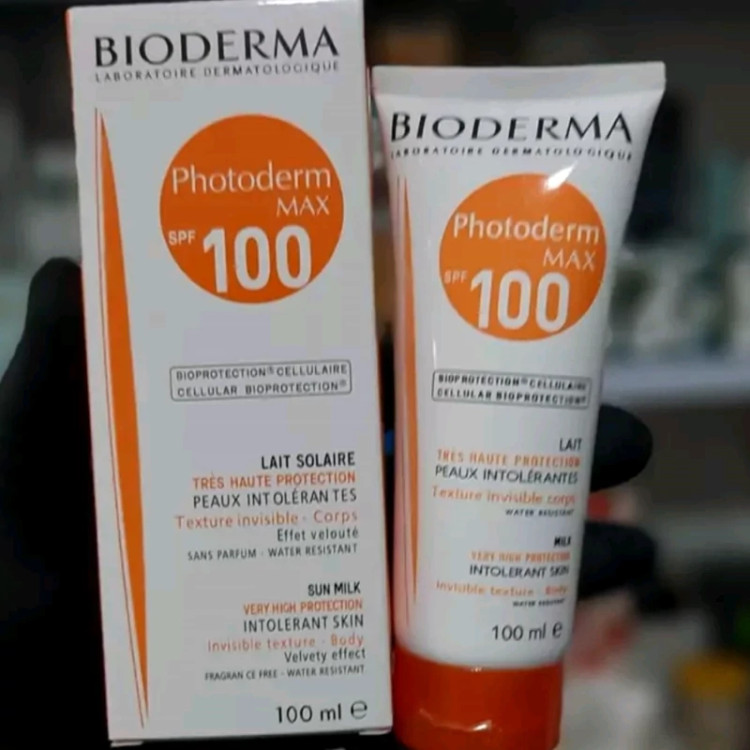 BIODERMA
LABORATOIRE DERMATOLOGIQUE
Photoderm
MAX
SPF 100
BIOPROTECTION® CELLULAIRE
CELLULAR BIOPROTECTION®
LAIT SOLAIRE
TRÈS HAUTE PROTECTION
PEAUX INTOLÉRANTES
Texture invisible - Corps
Effet velouté
SANS PARFUM - WATER RESISTANT
SUN MILK
VERY HIGH PROTECTION
INTOLERANT SKIN
Invisible texture - Body
Velvety effect
FRAGRANCE FREE - WATER RESISTANT
100 ml e
BIODERMA
LABORATOIRE DERMATOLOGIQUE
Photoderm
MAX
SPF 100
BIOPROTECTION® CELLULAIRE
CELLULAR BIOPROTECTION®
LAIT
TRÈS HAUTE PROTECTION
PEAUX INTOLÉRANTES
Texture invisible corps
WATER RESISTANT
MILK
VERY HIGH PROTECTION
INTOLERANT SKIN
Invisible texture - Body
WATER RESISTANT
100 ml e